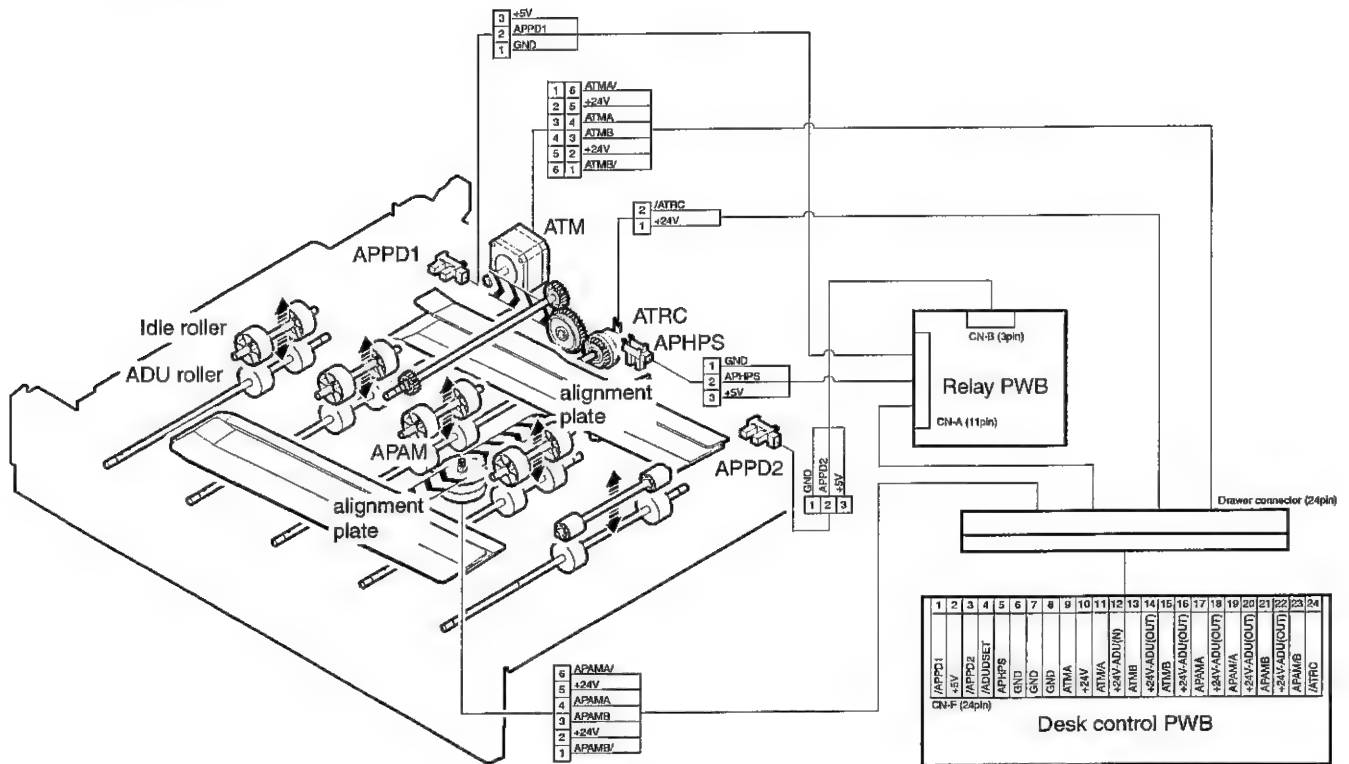 3 +5V
2 APPD1
1 GND
1 6 ATMA/
2 5 +24V
3 4 ATMA
4 3 ATMB
5 2 +24V
6 1 ATMB/
2 /ATRC
1 +24V
ATM
APPD1
ATRC
APHPS
Idle roller
ADU roller
alignment
plate
APAM
alignment
plate
1 GND
2 APHPS
3 +5V
CN-B (3pin)
Relay PWB
CN-A (11pin)
APPD2
GND
APPD2
+5V
1 2 3
Drawer connector (24pin)
6 APAMA/
5 +24V
4 APAMA
3 APAMB
2 +24V
1 APAMB/
1 2 3 4 5 6 7 8 9 10 11 12 13 14 15 16 17 18 19 20 21 22 23 24
/APPD1
+5V
/APPD2
/ADUDSET
APHPS
GND
GND
GND
ATMA
+24V
ATM/A
+24V-ADU(IN)
ATMB
+24V-ADU(OUT)
ATM/B
+24V-ADU(OUT)
APAMA
+24V-ADU(OUT)
APAM/A
+24V-ADU(OUT)
APAMB
+24V-ADU(OUT)
APAM/B
/ATRC
CN-F (24pin)
Desk control PWB